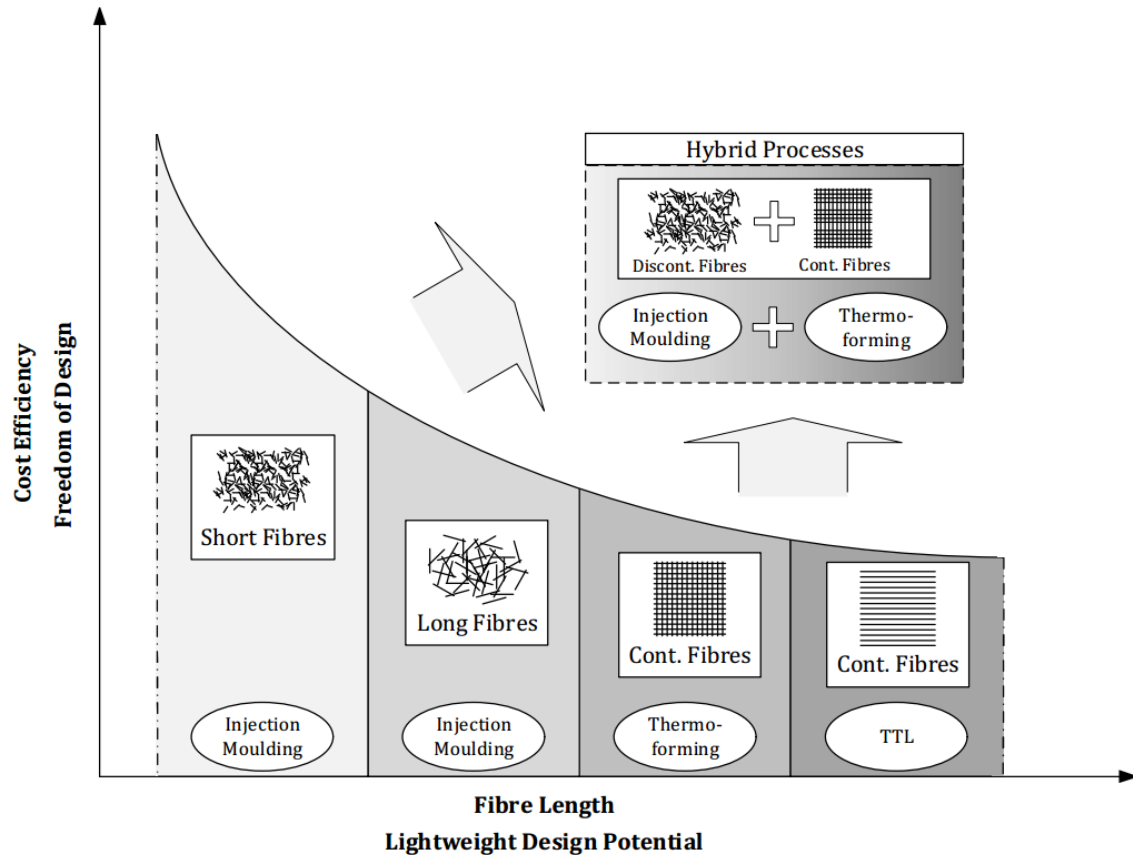 Cost Efficiency
Freedom of Design
Hybrid Processes
Discont. Fibres
Cont. Fibres
Injection
Moulding
Thermo-
forming
Short Fibres
Long Fibres
Cont. Fibres
Cont. Fibres
Injection
Moulding
Injection
Moulding
Thermo-
forming
TTL
Fibre Length
Lightweight Design Potential